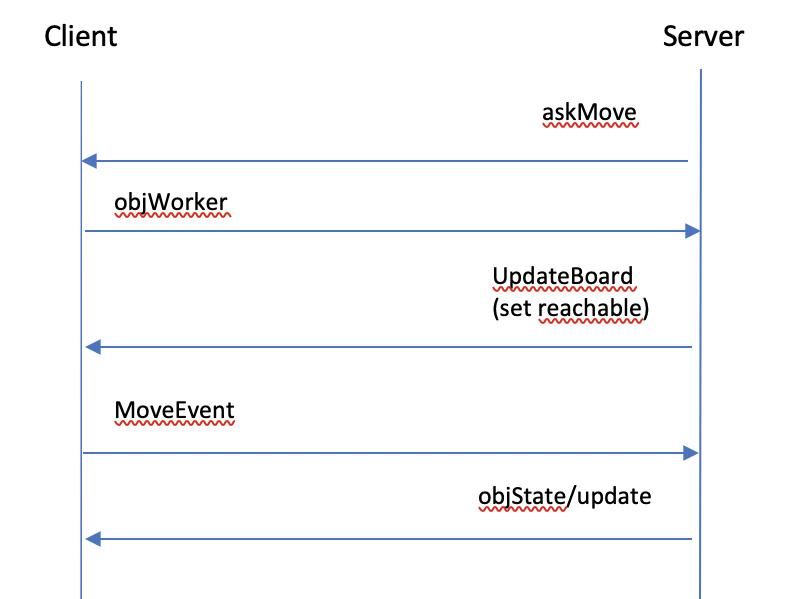 Client
Server
askMove
objWorker
UpdateBoard
(set reachable)
MoveEvent
objState/update